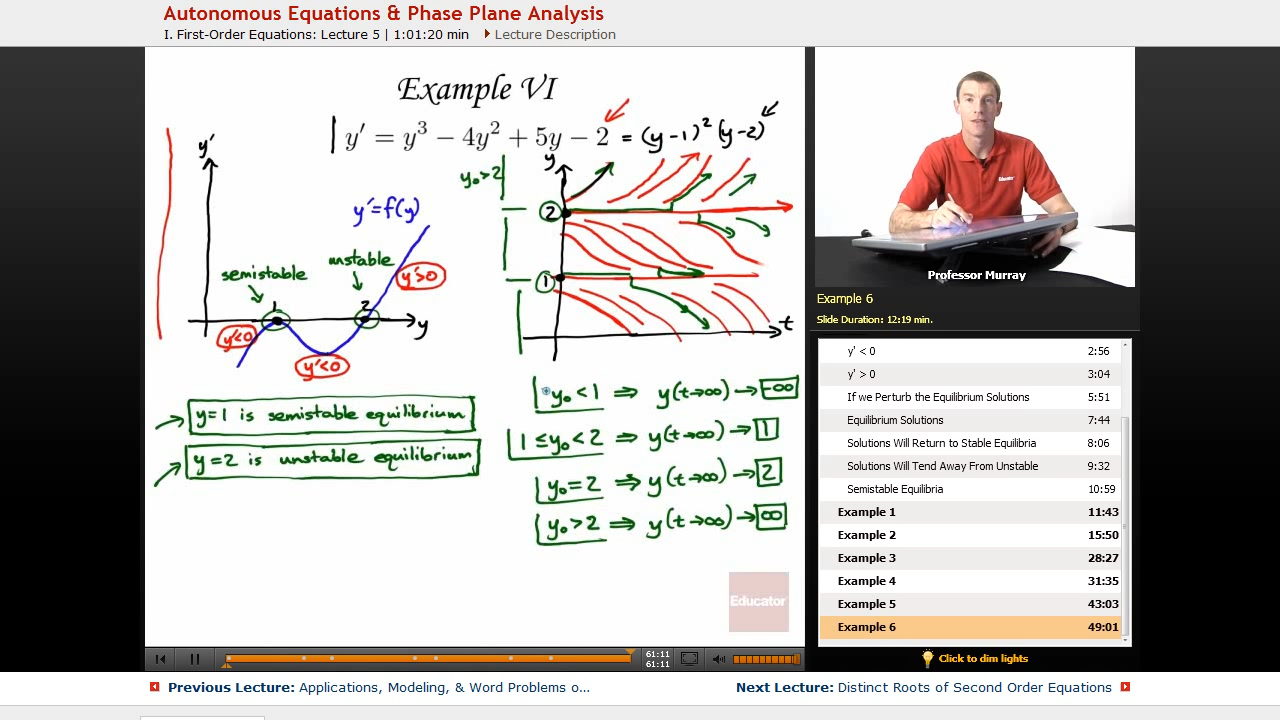 Autonomous Equations & Phase Plane Analysis
I. First-Order Equations: Lecture 5 | 1:01:20 min
Lecture Description
Example VI
y' = y³ − 4y² + 5y − 2 = (y-1)² (y-2)
y'
y'=f(y)
semistable
unstable
1
2
y
y'<0
y'<0
y'>0
y₀>2
y
2
1
t
y=1 is semistable equilibrium
y=2 is unstable equilibrium
y₀ < 1 ⇒ y(t→∞) → -∞
1 ≤ y₀ < 2 ⇒ y(t→∞) → 1
y₀ = 2 ⇒ y(t→∞) → 2
y₀ > 2 ⇒ y(t→∞) → ∞
Educator
61:11
61:11
Educator
Professor Murray
Example 6
Slide Duration: 12:19 min.
y' < 0 2:56
y' > 0 3:04
If we Perturb the Equilibrium Solutions 5:51
Equilibrium Solutions 7:44
Solutions Will Return to Stable Equilibria 8:06
Solutions Will Tend Away From Unstable 9:32
Semistable Equilibria 10:59
Example 1 11:43
Example 2 15:50
Example 3 28:27
Example 4 31:35
Example 5 43:03
Example 6 49:01
Click to dim lights
Previous Lecture: Applications, Modeling, & Word Problems o...
Next Lecture: Distinct Roots of Second Order Equations